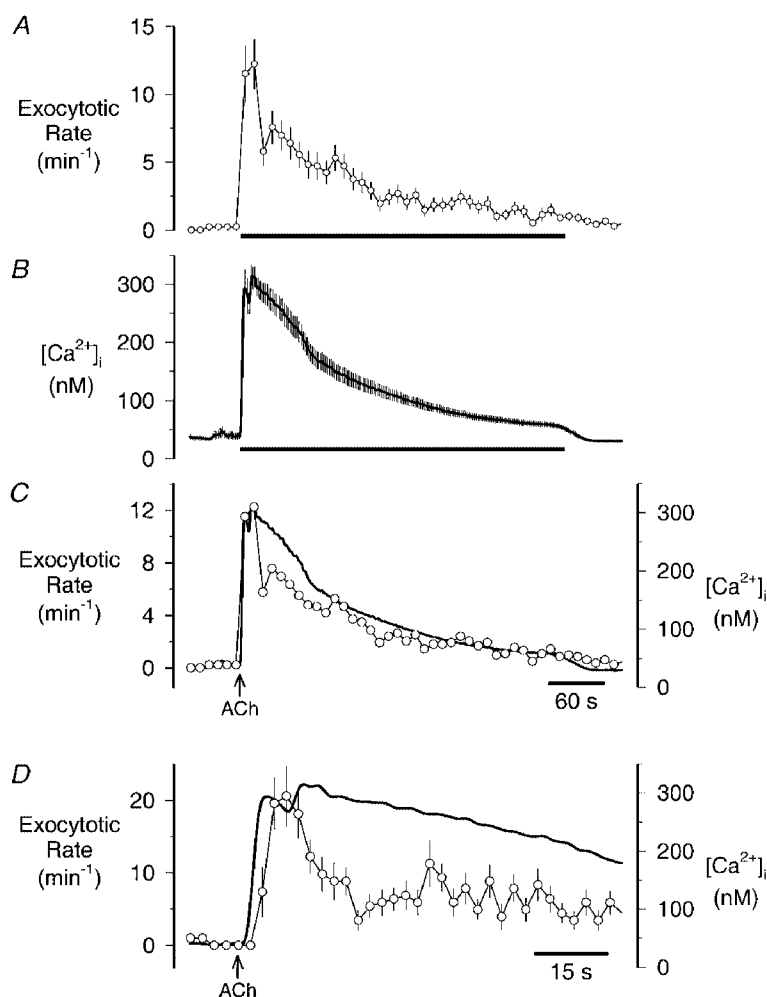 A
15
10
5
0
Exocytotic
Rate
(min⁻¹)
B
300
200
100
0
[Ca²⁺]ᵢ
(nM)
C
12
8
4
0
Exocytotic
Rate
(min⁻¹)
300
200
100
0
[Ca²⁺]ᵢ
(nM)
ACh
60 s
D
20
10
0
Exocytotic
Rate
(min⁻¹)
300
200
100
0
[Ca²⁺]ᵢ
(nM)
ACh
15 s